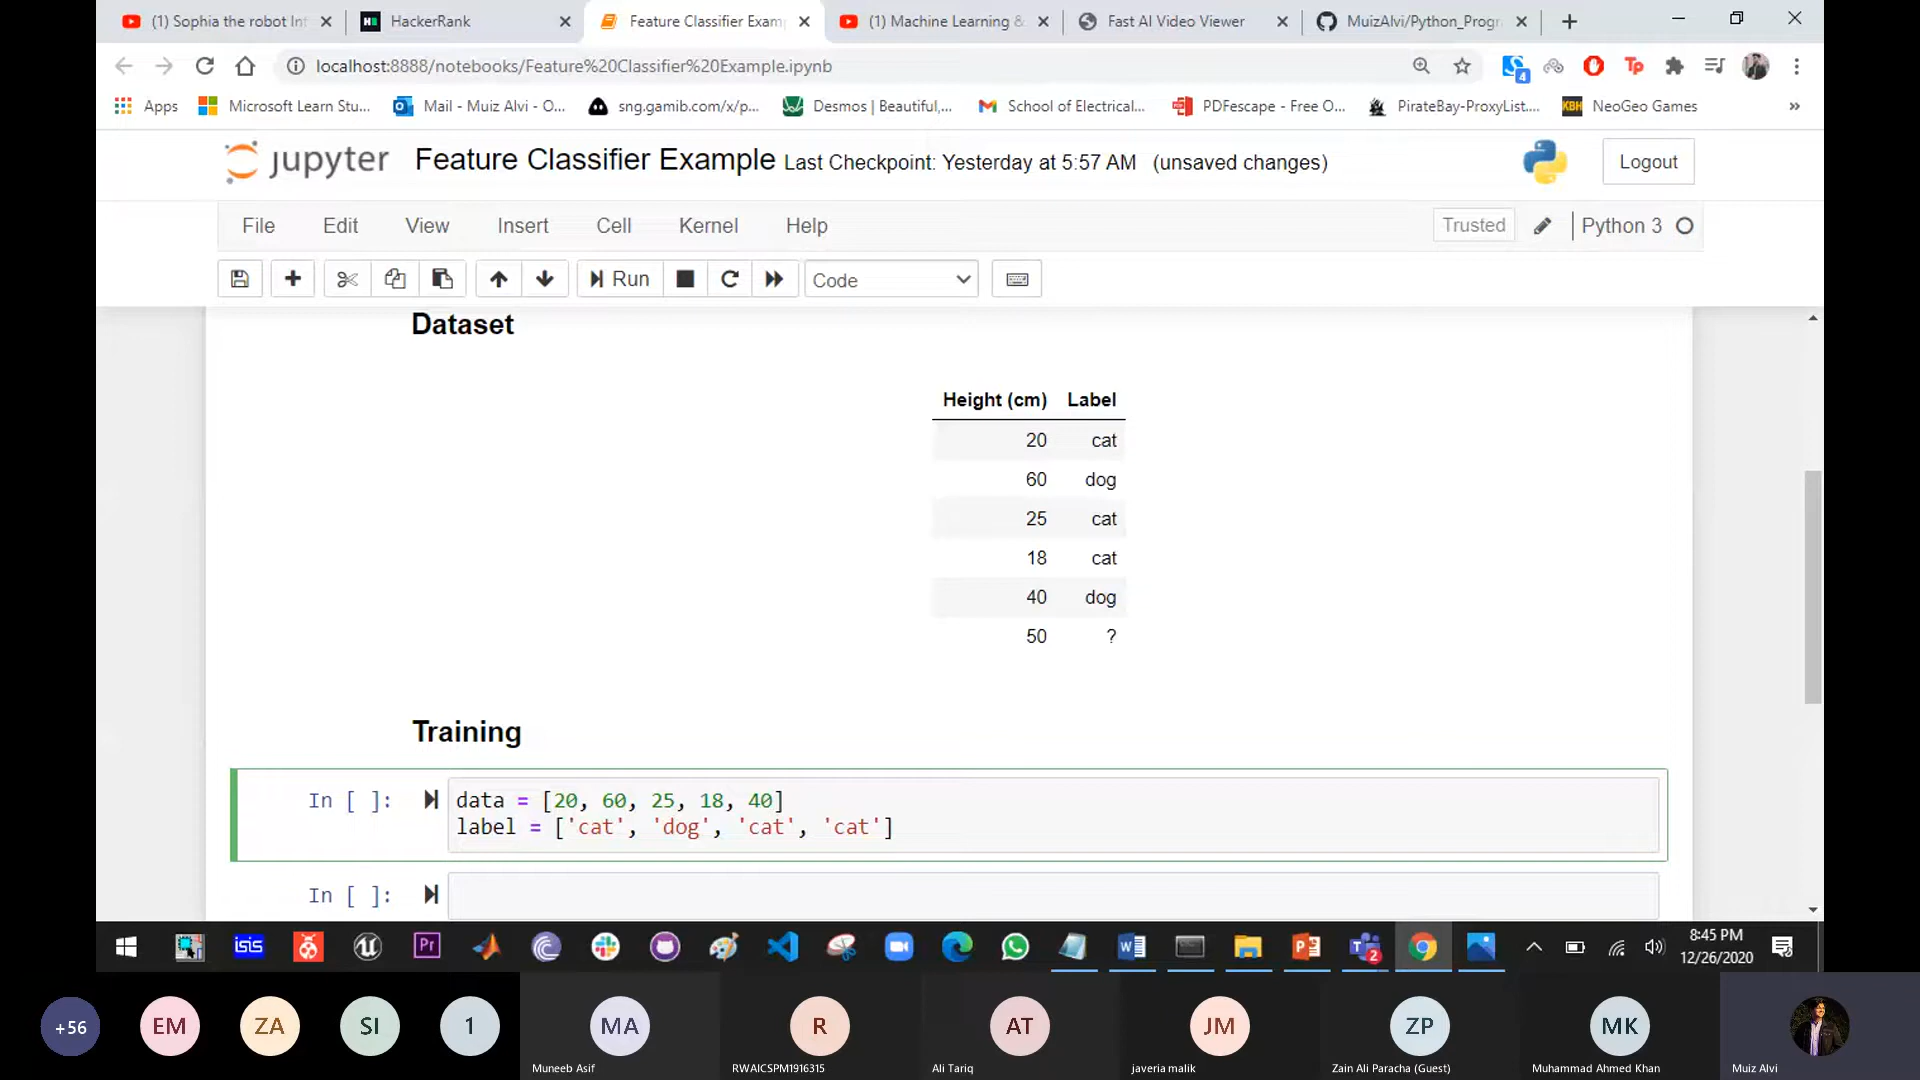 (1) Sophia the robot Int
HackerRank
Feature Classifier Examp
(1) Machine Learning &
Fast AI Video Viewer
MuizAlvi/Python_Progr
localhost:8888/notebooks/Feature%20Classifier%20Example.ipynb
4
Apps
Microsoft Learn Stu...
Mail - Muiz Alvi - O...
sng.gamib.com/x/p...
Desmos | Beautiful,...
School of Electrical...
PDFescape - Free O...
PirateBay-ProxyList....
KBH
NeoGeo Games
»
jupyter
Feature Classifier Example
Last Checkpoint: Yesterday at 5:57 AM
(unsaved changes)
Logout
File
Edit
View
Insert
Cell
Kernel
Help
Trusted
Python 3
Run
Code
Dataset
Height (cm) Label
20 cat
60 dog
25 cat
18 cat
40 dog
50 ?
Training
In [ ]:
data = [20, 60, 25, 18, 40]
label = ['cat', 'dog', 'cat', 'cat']
In [ ]:
isis
Pr
2
8:45 PM
12/26/2020
+56
EM
ZA
SI
1
MA
R
AT
JM
ZP
MK
Muneeb Asif
RWAICSPM1916315
Ali Tariq
javeria malik
Zain Ali Paracha (Guest)
Muhammad Ahmed Khan
Muiz Alvi